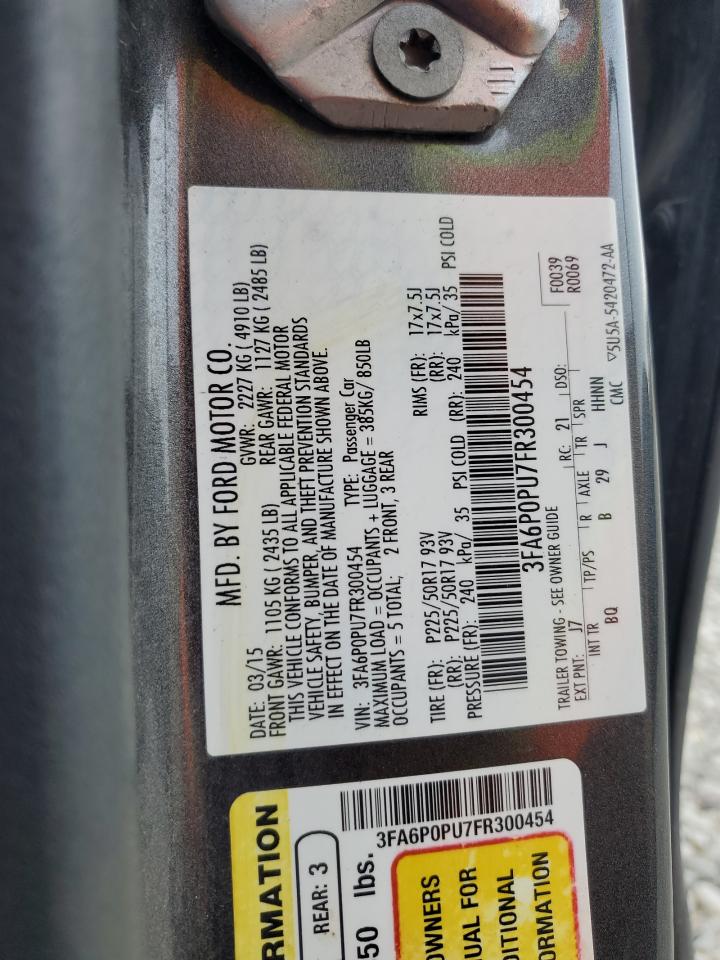 MFD. BY FORD MOTOR CO.
DATE: 03/15 GVWR: 2227 KG ( 4910 LB)
FRONT GAWR: 1105 KG ( 2435 LB) REAR GAWR: 1127 KG ( 2485 LB)
THIS VEHICLE CONFORMS TO ALL APPLICABLE FEDERAL MOTOR
VEHICLE SAFETY, BUMPER, AND THEFT PREVENTION STANDARDS
IN EFFECT ON THE DATE OF MANUFACTURE SHOWN ABOVE.
VIN: 3FA6P0PU7FR300454 TYPE: Passenger Car
MAXIMUM LOAD = OCCUPANTS + LUGGAGE = 385KG/ 850LB
OCCUPANTS = 5 TOTAL; 2 FRONT, 3 REAR
TIRE (FR): P225/50R17 93V RIMS (FR): 17x7.5J
(RR): P225/50R17 93V (RR): 17x7.5J
PRESSURE (FR): 240 kPa/ 35 PSI COLD (RR): 240 kPa/ 35 PSI COLD
3FA6P0PU7FR300454
TRAILER TOWING - SEE OWNER GUIDE
EXT PNT: J7 RC: 21 DSO: F0039
R0069
INT TR TP/PS R AXLE TR SPR
BQ B 29 J HHNN
CMC
▽5U5A-5420472-AA
RMATION
REAR: 3
50 lbs.
3FA6P0PU7FR300454
OWNERS
UAL FOR
DITIONAL
ORMATION